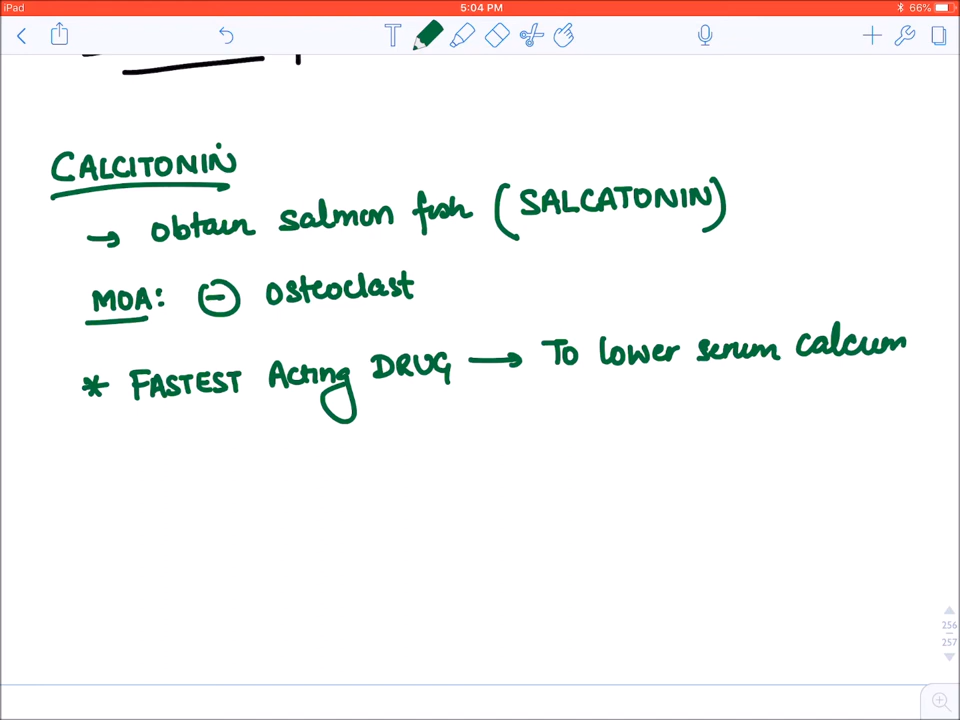 iPad 5:04 PM 66%
T
CALCITONIN
→ Obtain salmon fish (SALCATONIN)
MOA: ⊖ Osteoclast
* FASTEST Acting DRUG → To lower serum calcum
256
257